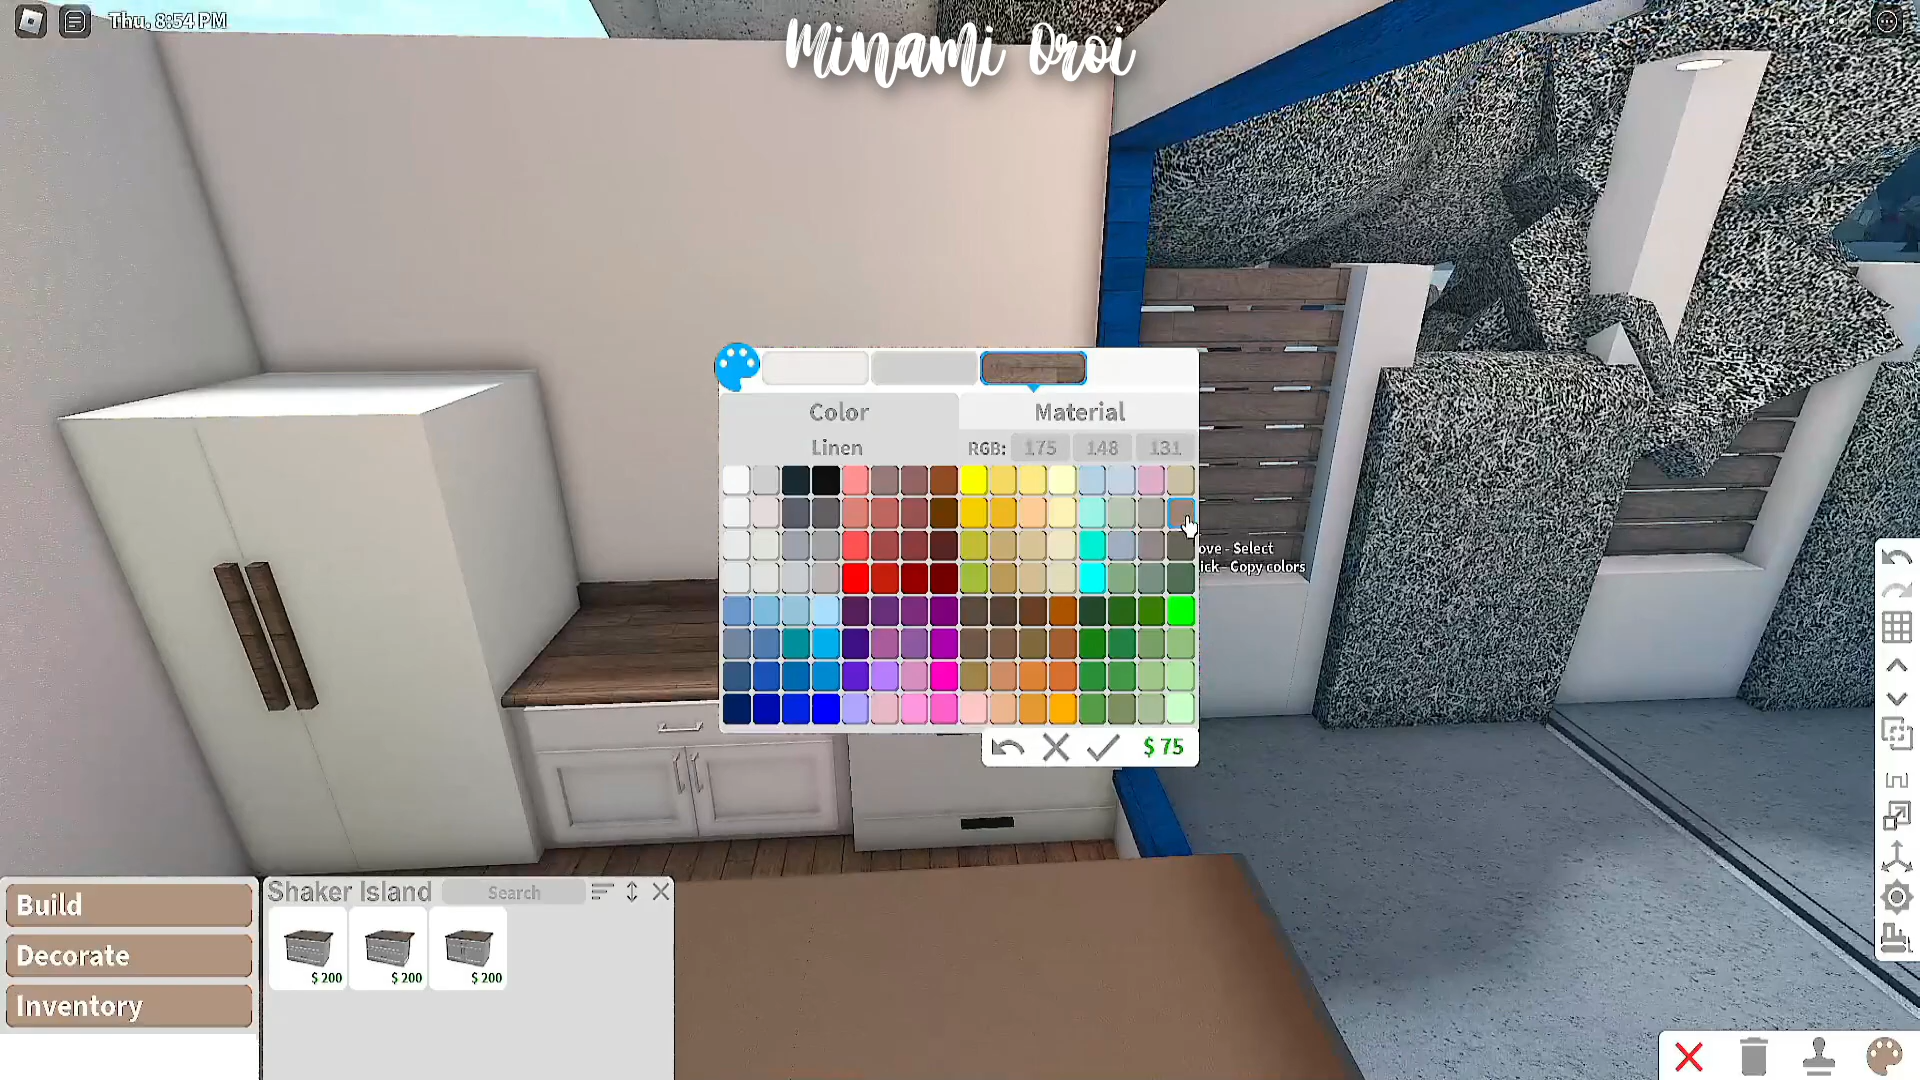 Thu. 8:54 PM
Minami Oroi
Color
Material
Linen
RGB: 175 148 131
ove - Select
ick - Copy colors
$ 75
Build
Decorate
Inventory
Shaker Island
Search
$ 200
$ 200
$ 200